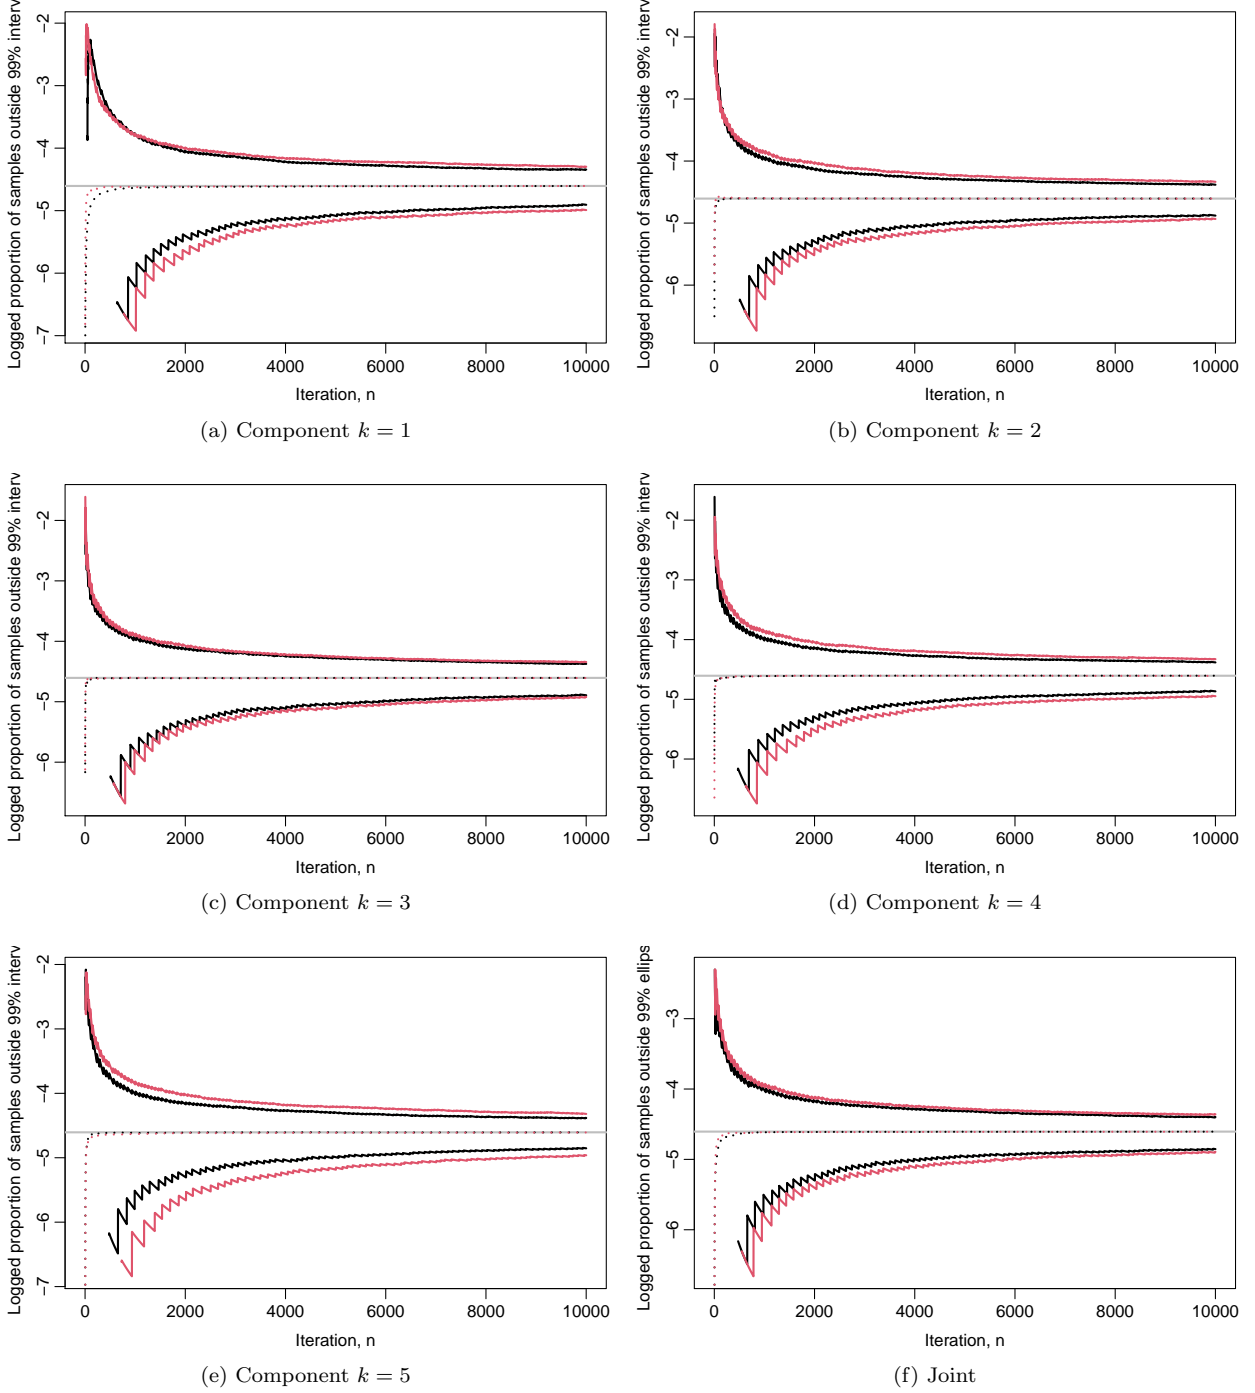 Logged proportion of samples outside 99% interv
-2
-3
-4
-5
-6
-7
0 2000 4000 6000 8000 10000
Iteration, n
(a) Component k = 1
Logged proportion of samples outside 99% interv
-2
-3
-4
-5
-6
0 2000 4000 6000 8000 10000
Iteration, n
(b) Component k = 2
Logged proportion of samples outside 99% interv
-2
-3
-4
-5
-6
0 2000 4000 6000 8000 10000
Iteration, n
(c) Component k = 3
Logged proportion of samples outside 99% interv
-2
-3
-4
-5
-6
0 2000 4000 6000 8000 10000
Iteration, n
(d) Component k = 4
Logged proportion of samples outside 99% interv
-2
-3
-4
-5
-6
-7
0 2000 4000 6000 8000 10000
Iteration, n
(e) Component k = 5
Logged proportion of samples outside 99% ellips
-3
-4
-5
-6
0 2000 4000 6000 8000 10000
Iteration, n
(f) Joint